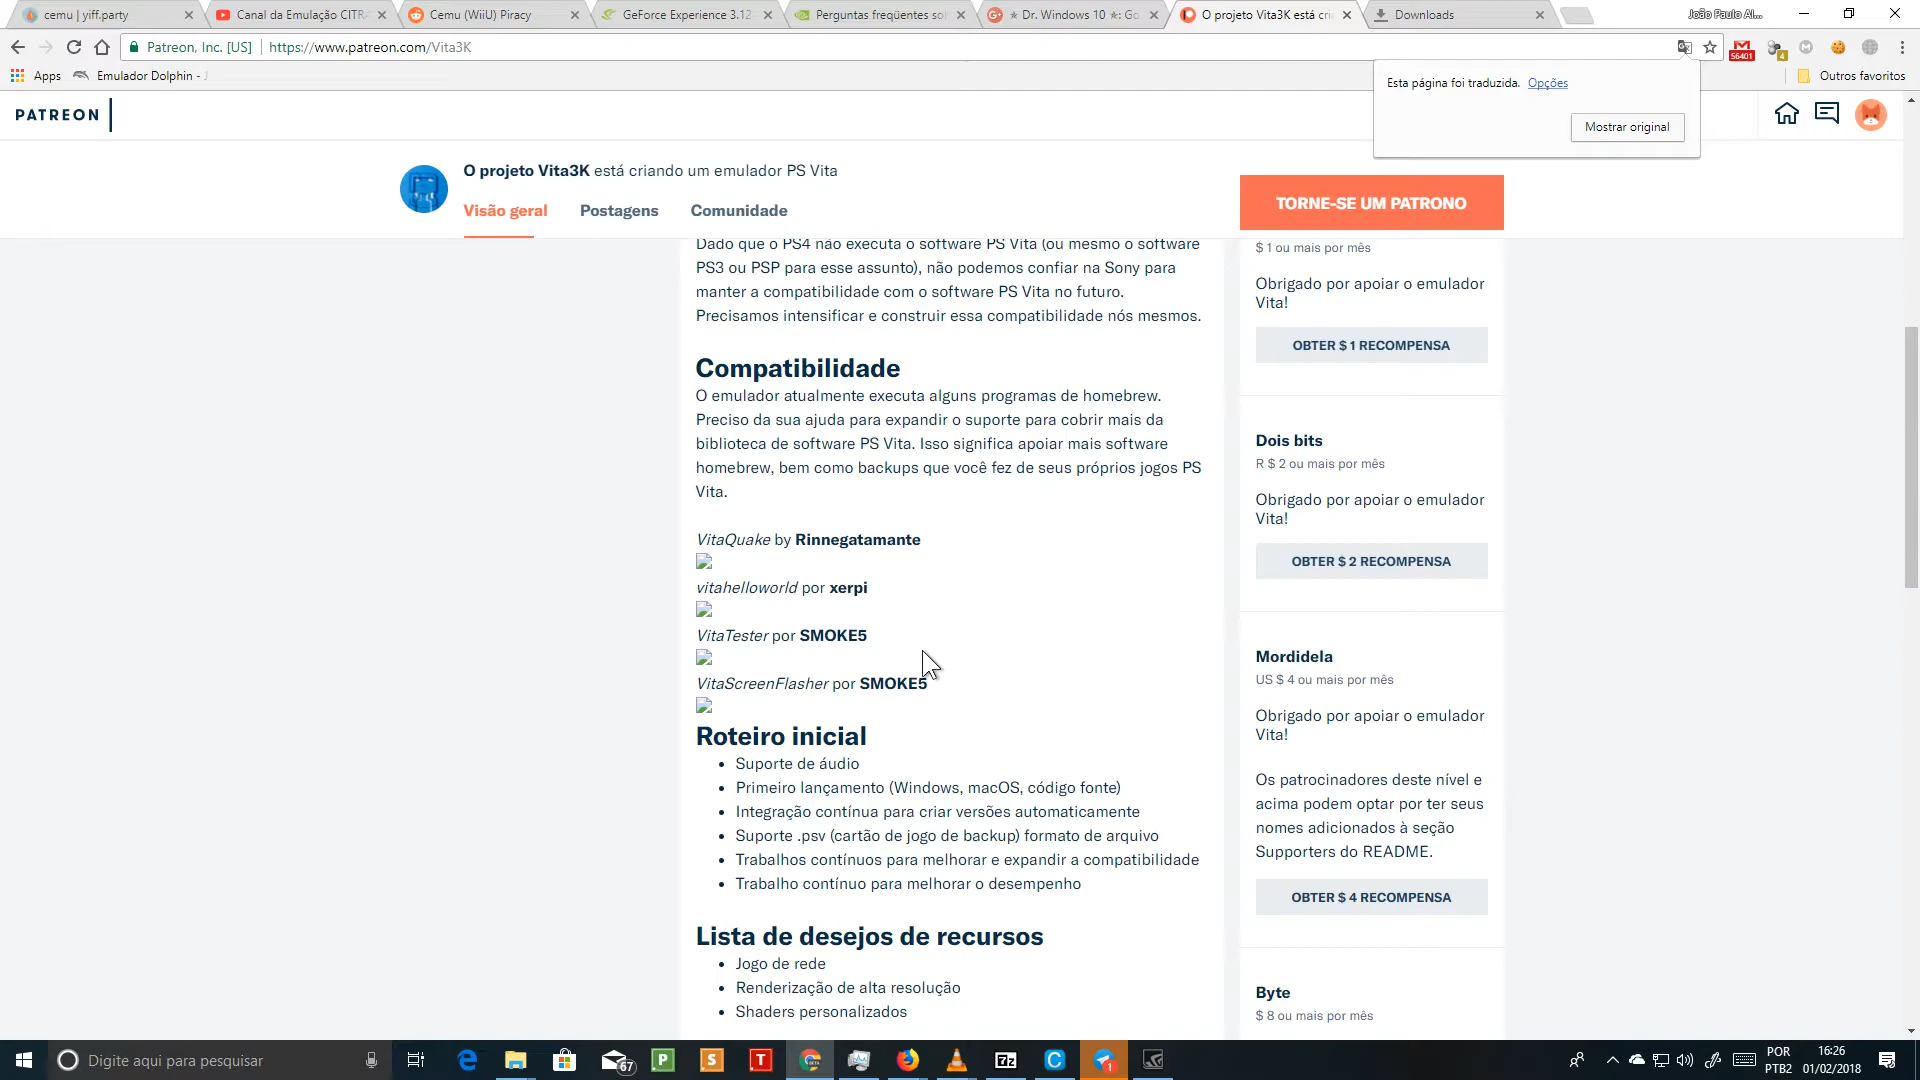 cemu | yiff.party
Canal da Emulação CITR
Cemu (WiiU) Piracy
GeForce Experience 3.12
Perguntas freqüentes so
★ Dr. Windows 10 ★: Go
O projeto Vita3K está cri
Downloads
João Paulo Al...
Patreon, Inc. [US]
https://www.patreon.com/Vita3K
56401
4
Apps
Emulador Dolphin -
Outros favoritos
Esta página foi traduzida. Opções
Mostrar original
PATREON
O projeto Vita3K está criando um emulador PS Vita
Visão geral
Postagens
Comunidade
TORNE-SE UM PATRONO
Dado que o PS4 não executa o software PS Vita (ou mesmo o software
PS3 ou PSP para esse assunto), não podemos confiar na Sony para
manter a compatibilidade com o software PS Vita no futuro.
Precisamos intensificar e construir essa compatibilidade nós mesmos.
Compatibilidade
O emulador atualmente executa alguns programas de homebrew.
Preciso da sua ajuda para expandir o suporte para cobrir mais da
biblioteca de software PS Vita. Isso significa apoiar mais software
homebrew, bem como backups que você fez de seus próprios jogos PS
Vita.
VitaQuake by Rinnegatamante
vitahelloworld por xerpi
VitaTester por SMOKE5
VitaScreenFlasher por SMOKE5
Roteiro inicial
• Suporte de áudio
• Primeiro lançamento (Windows, macOS, código fonte)
• Integração contínua para criar versões automaticamente
• Suporte .psv (cartão de jogo de backup) formato de arquivo
• Trabalhos contínuos para melhorar e expandir a compatibilidade
• Trabalho contínuo para melhorar o desempenho
Lista de desejos de recursos
• Jogo de rede
• Renderização de alta resolução
• Shaders personalizados
$ 1 ou mais por mês
Obrigado por apoiar o emulador
Vita!
OBTER $ 1 RECOMPENSA
Dois bits
R $ 2 ou mais por mês
Obrigado por apoiar o emulador
Vita!
OBTER $ 2 RECOMPENSA
Mordidela
US $ 4 ou mais por mês
Obrigado por apoiar o emulador
Vita!
Os patrocinadores deste nível e
acima podem optar por ter seus
nomes adicionados à seção
Supporters do README.
OBTER $ 4 RECOMPENSA
Byte
$ 8 ou mais por mês
Digite aqui para pesquisar
67
P
S
T
7z
C
1
POR
PTB2
16:26
01/02/2018